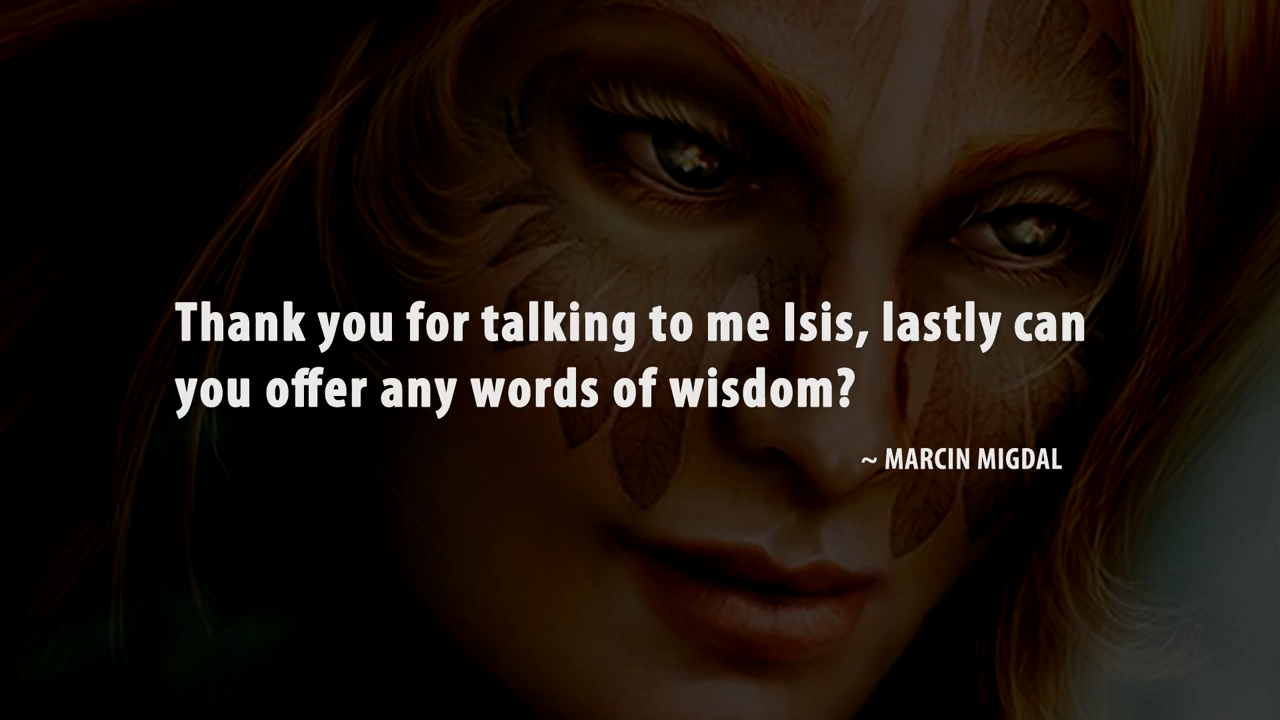 Thank you for talking to me Isis, lastly can
you offer any words of wisdom?
~ MARCIN MIGDAL